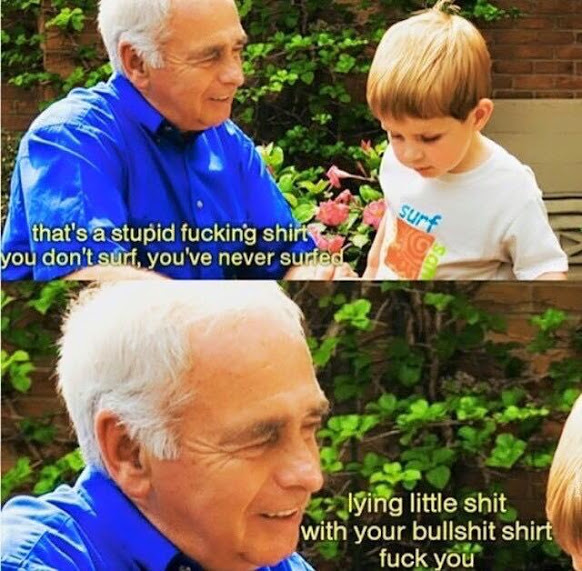 surf
that's a stupid fucking shirt
you don't surf, you've never surfed
lying little shit
with your bullshit shirt
fuck you